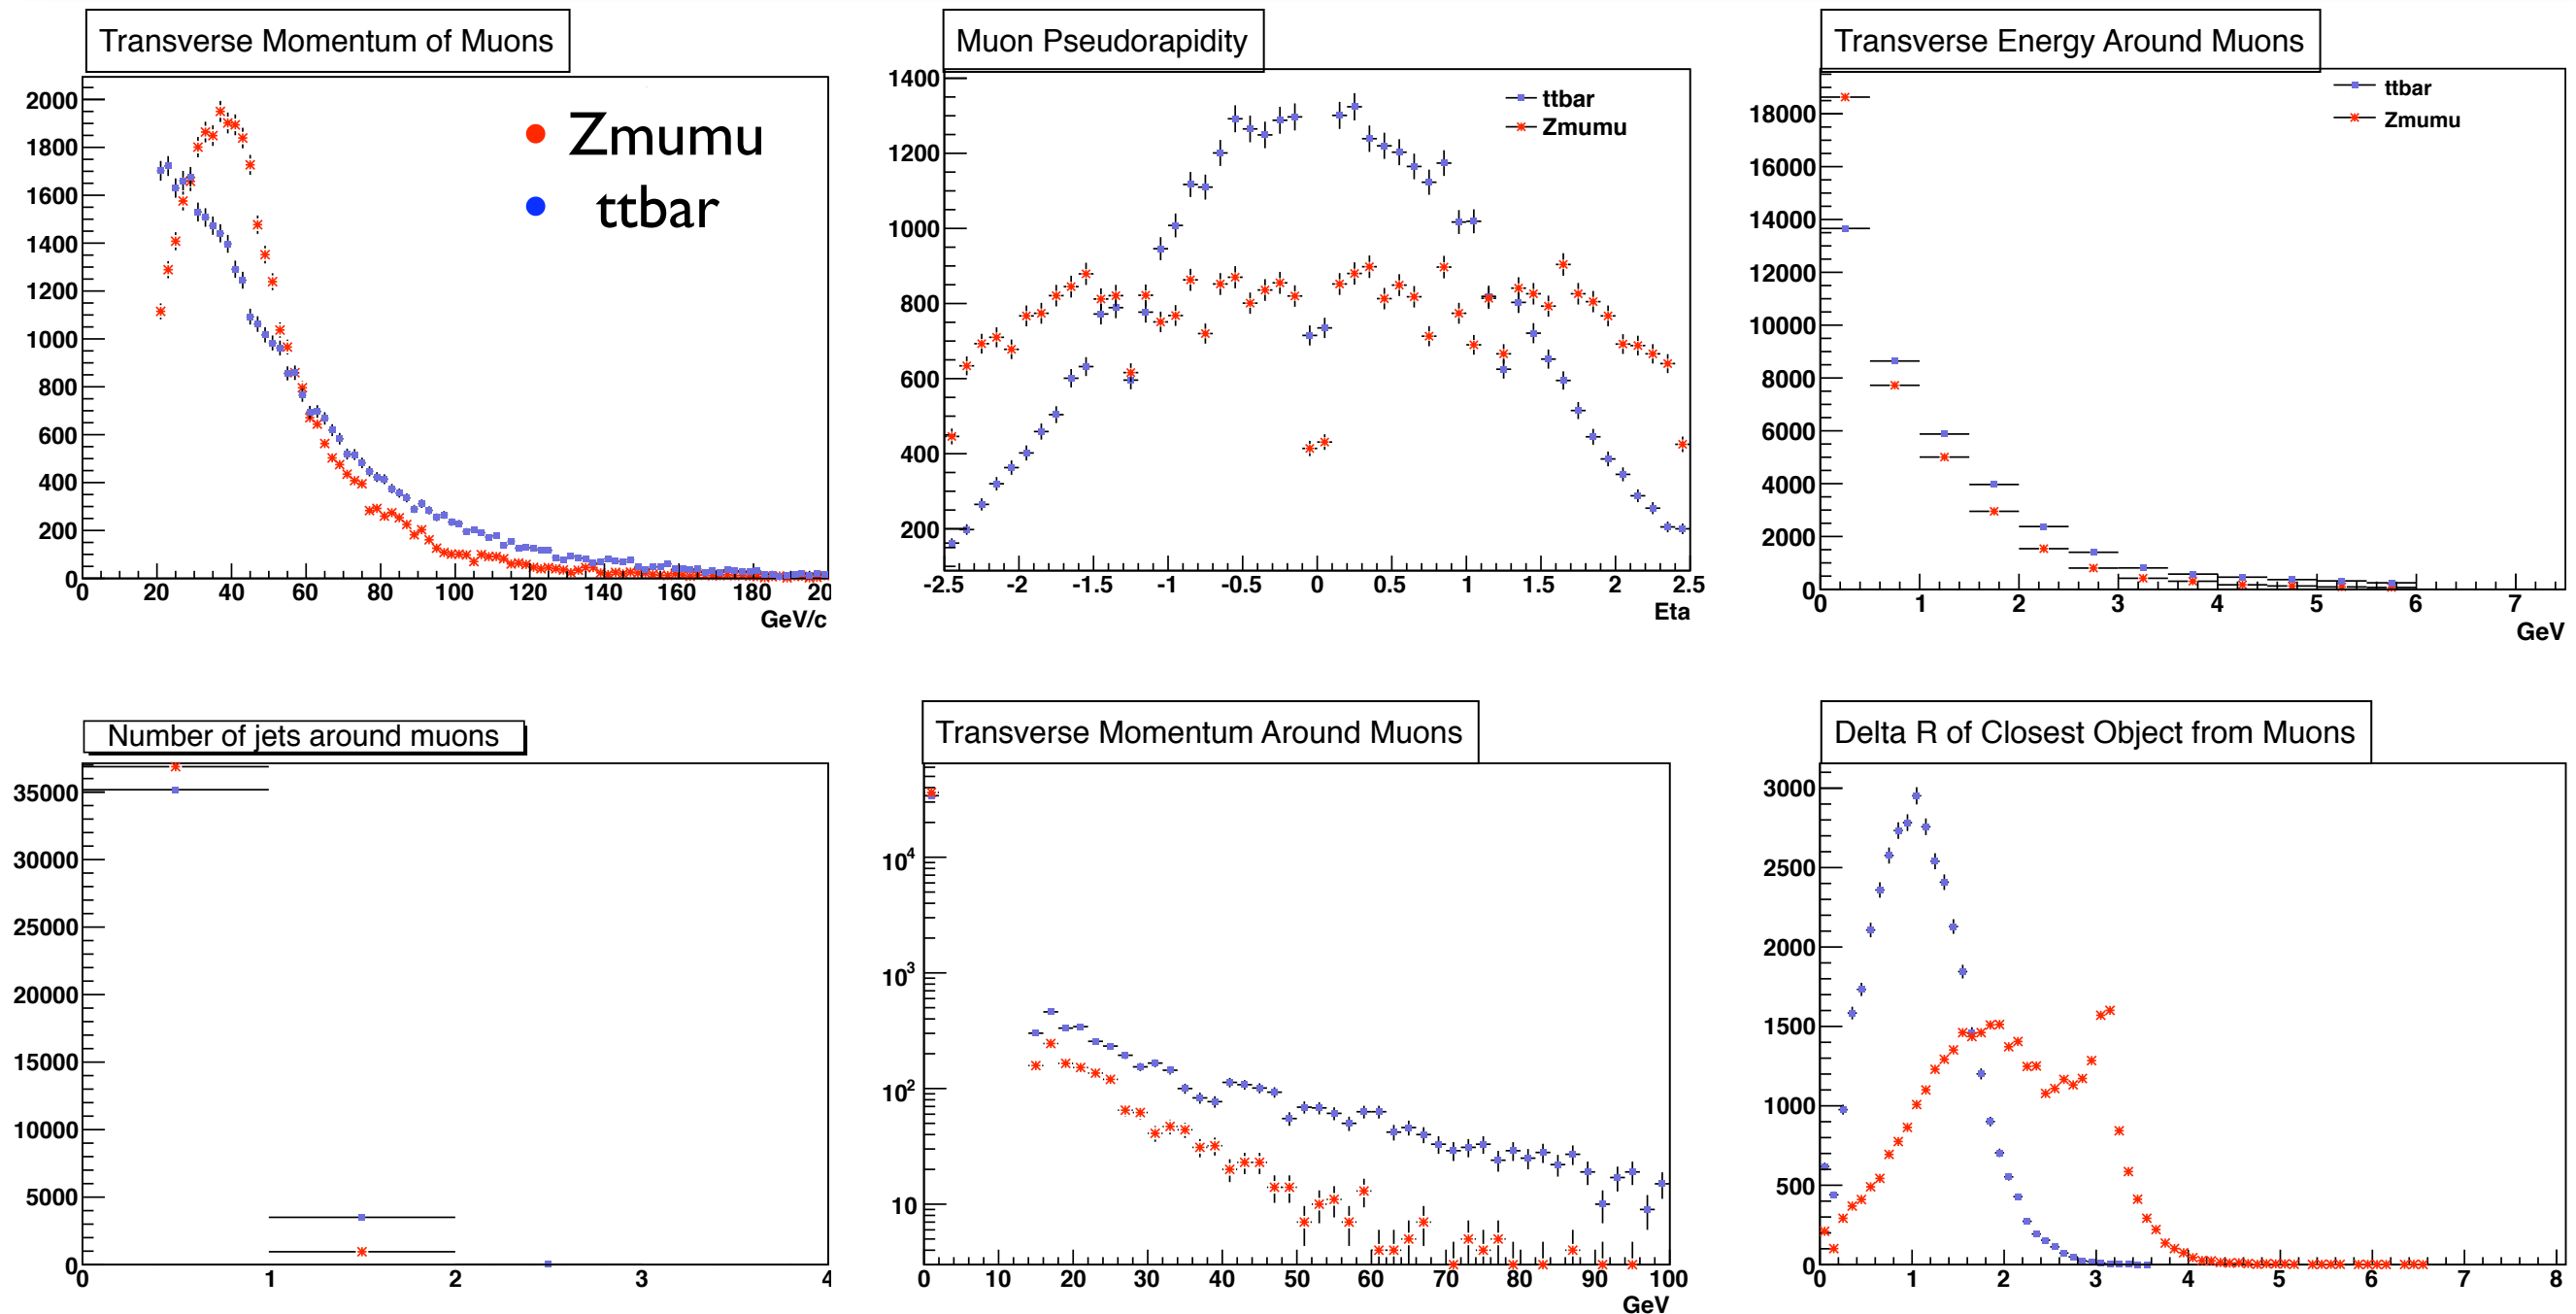 Transverse Momentum of Muons
2000
1800
1600
1400
1200
1000
800
600
400
200
0
0 20 40 60 80 100 120 140 160 180 20
GeV/c
Zmumu
ttbar
Muon Pseudorapidity
1400
1200
1000
800
600
400
200
-2.5 -2 -1.5 -1 -0.5 0 0.5 1 1.5 2 2.5
Eta
ttbar
Zmumu
Transverse Energy Around Muons
18000
16000
14000
12000
10000
8000
6000
4000
2000
0
0 1 2 3 4 5 6 7
GeV
ttbar
Zmumu
Number of jets around muons
35000
30000
25000
20000
15000
10000
5000
0
0 1 2 3 4
Transverse Momentum Around Muons
10⁴
10³
10²
10
0 10 20 30 40 50 60 70 80 90 100
GeV
Delta R of Closest Object from Muons
3000
2500
2000
1500
1000
500
0
0 1 2 3 4 5 6 7 8